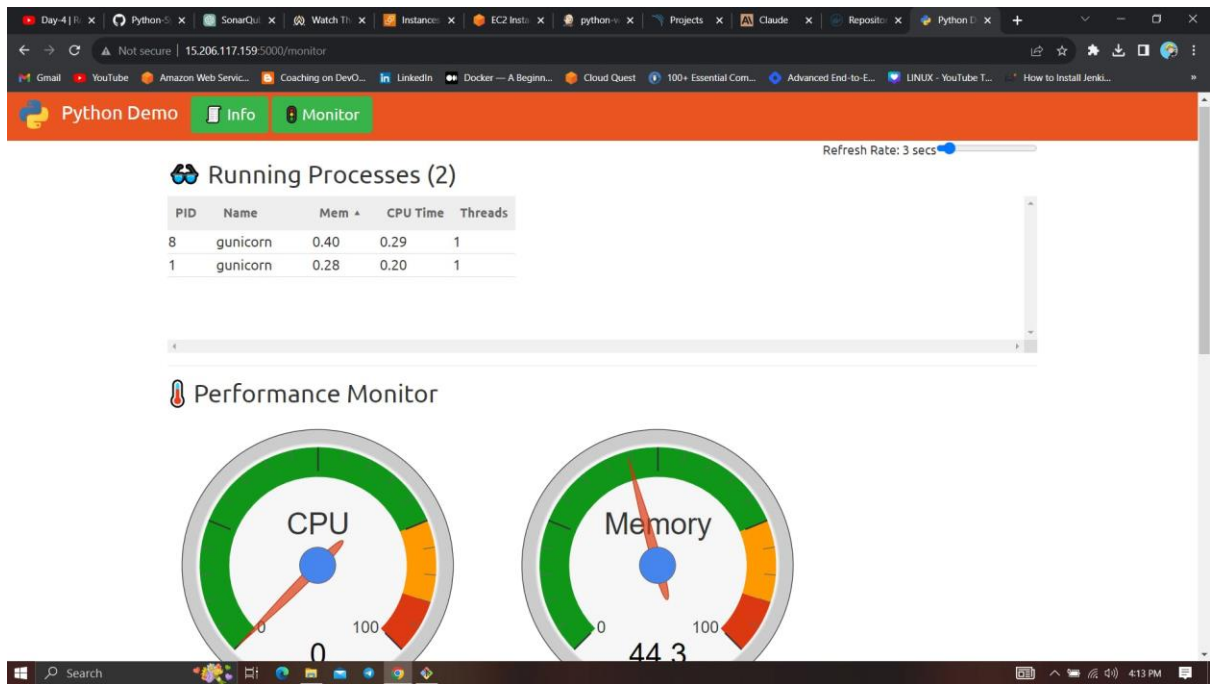 Day-4 | R
Python-S
SonarQu
Watch Th
Instances
EC2 Insta
python-w
Projects
Claude
Repositor
Python D
Not secure | 15.206.117.159:5000/monitor
Gmail
YouTube
Amazon Web Servic...
Coaching on DevO...
LinkedIn
Docker — A Beginn...
Cloud Quest
100+ Essential Com...
Advanced End-to-E...
LINUX - YouTube T...
How to Install Jenki...
Python Demo
Info
Monitor
Refresh Rate: 3 secs
Running Processes (2)
PID Name Mem CPU Time Threads
8 gunicorn 0.40 0.29 1
1 gunicorn 0.28 0.20 1
Performance Monitor
CPU
0 100
0
Memory
0 100
44.3
Search
4:13 PM